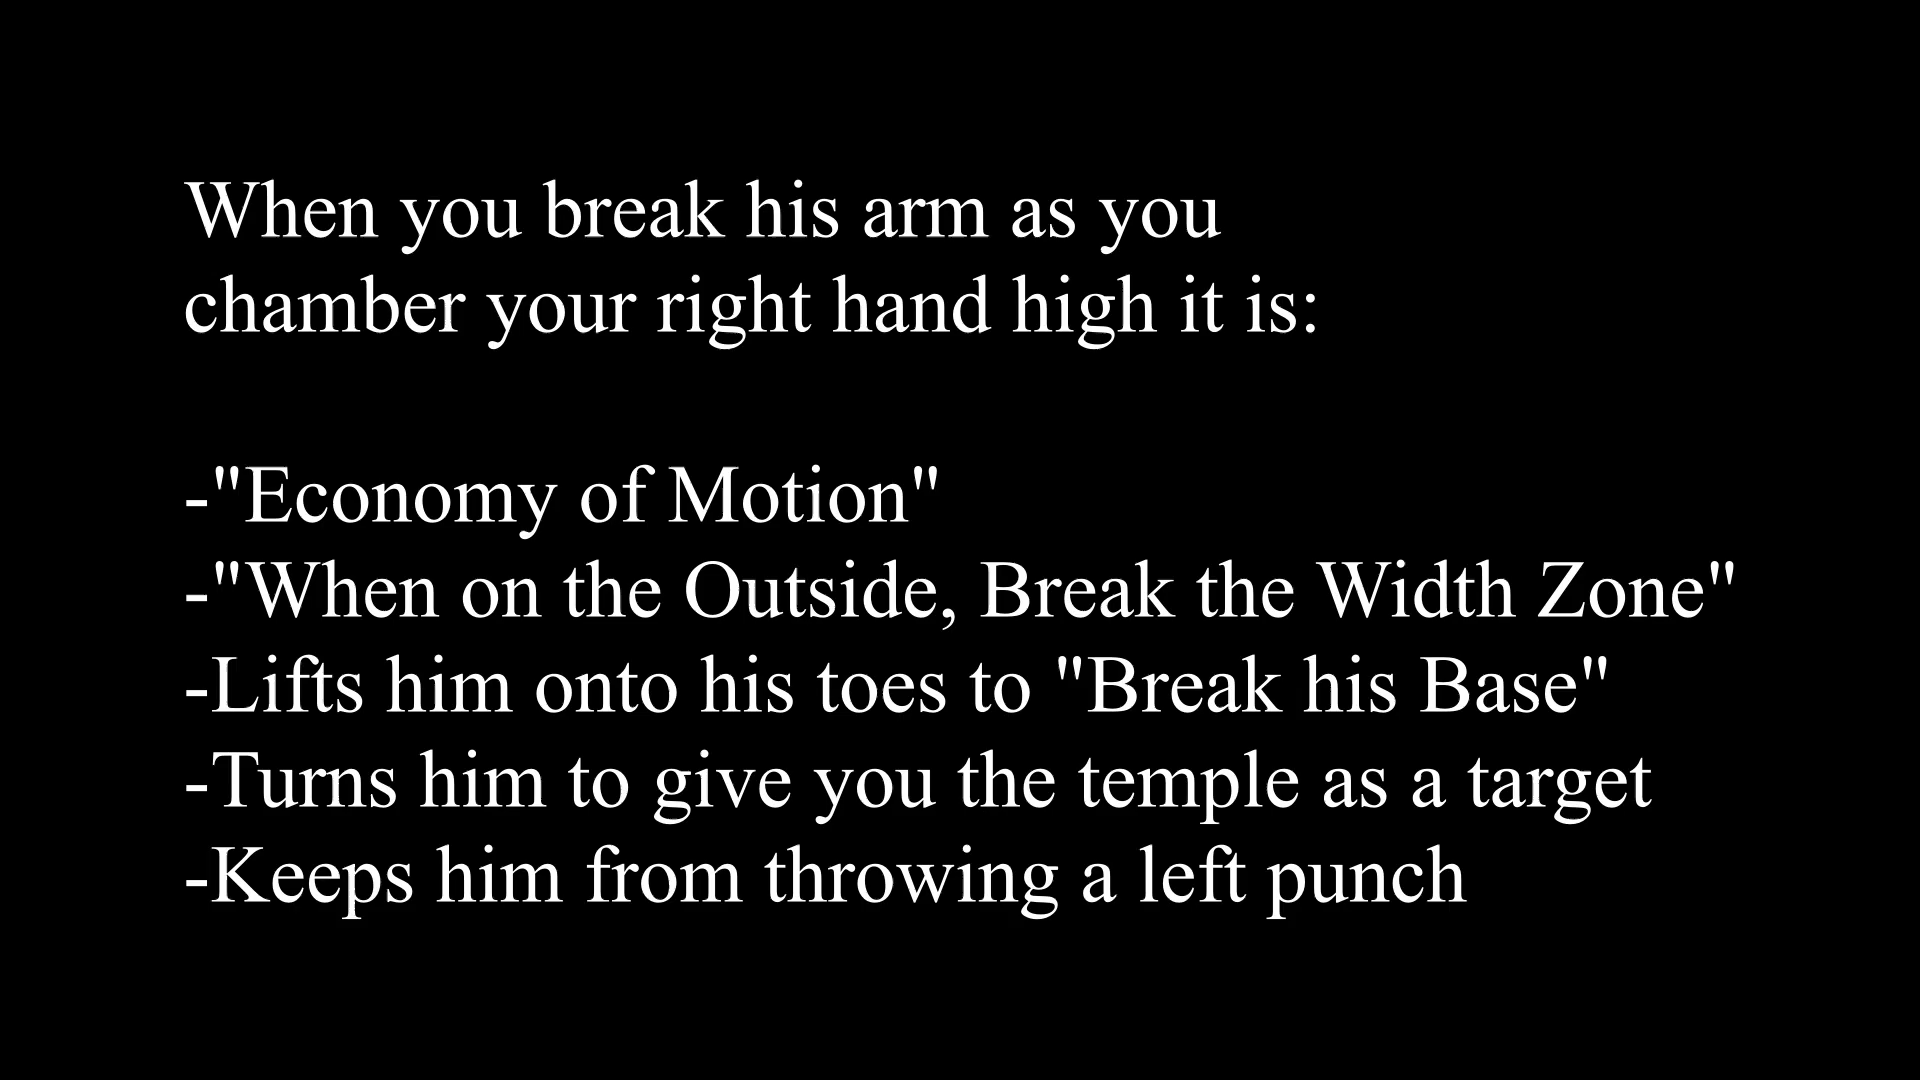 When you break his arm as you
chamber your right hand high it is:
-"Economy of Motion"
-"When on the Outside, Break the Width Zone"
-Lifts him onto his toes to "Break his Base"
-Turns him to give you the temple as a target
-Keeps him from throwing a left punch